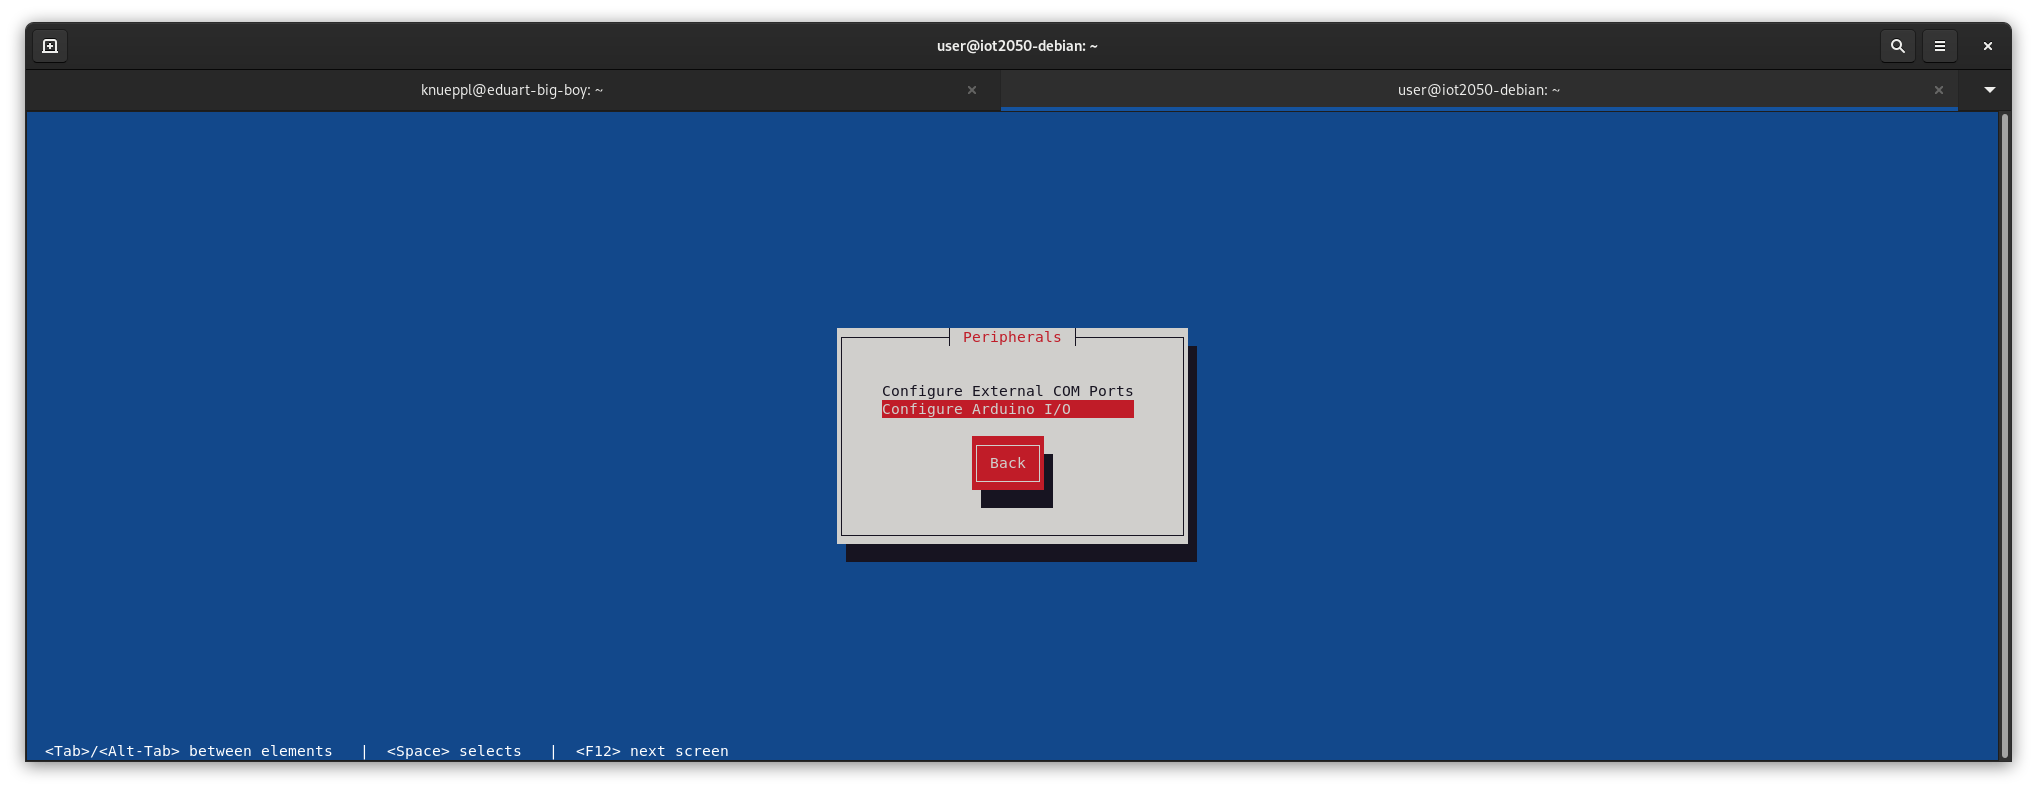 user@iot2050-debian: ~
knueppl@eduart-big-boy: ~
user@iot2050-debian: ~
Peripherals
Configure External COM Ports
Configure Arduino I/O
Back
<Tab>/<Alt-Tab> between elements | <Space> selects | <F12> next screen